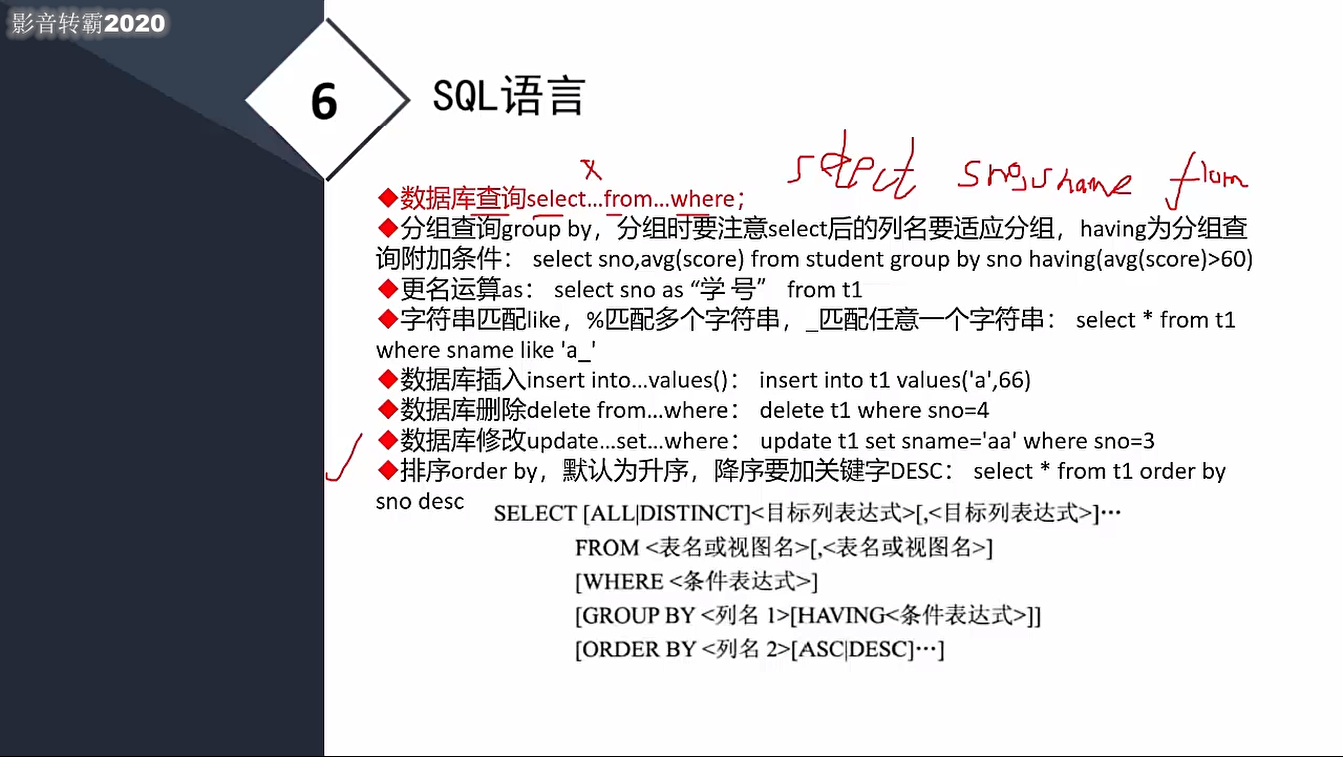 影音转霸2020
6
SQL语言
x
select sno,sname from
◆数据库查询select…from…where；
◆分组查询group by，分组时要注意select后的列名要适应分组，having为分组查
询附加条件： select sno,avg(score) from student group by sno having(avg(score)>60)
◆更名运算as： select sno as “学 号” from t1
◆字符串匹配like，%匹配多个字符串，_匹配任意一个字符串： select * from t1
where sname like 'a_'
◆数据库插入insert into…values()： insert into t1 values('a',66)
◆数据库删除delete from…where： delete t1 where sno=4
◆数据库修改update…set…where： update t1 set sname='aa' where sno=3
◆排序order by，默认为升序，降序要加关键字DESC： select * from t1 order by
sno desc
SELECT [ALL|DISTINCT]<目标列表达式>[,<目标列表达式>]…
FROM <表名或视图名>[,<表名或视图名>]
[WHERE <条件表达式>]
[GROUP BY <列名 1>[HAVING<条件表达式>]]
[ORDER BY <列名 2>[ASC|DESC]…]